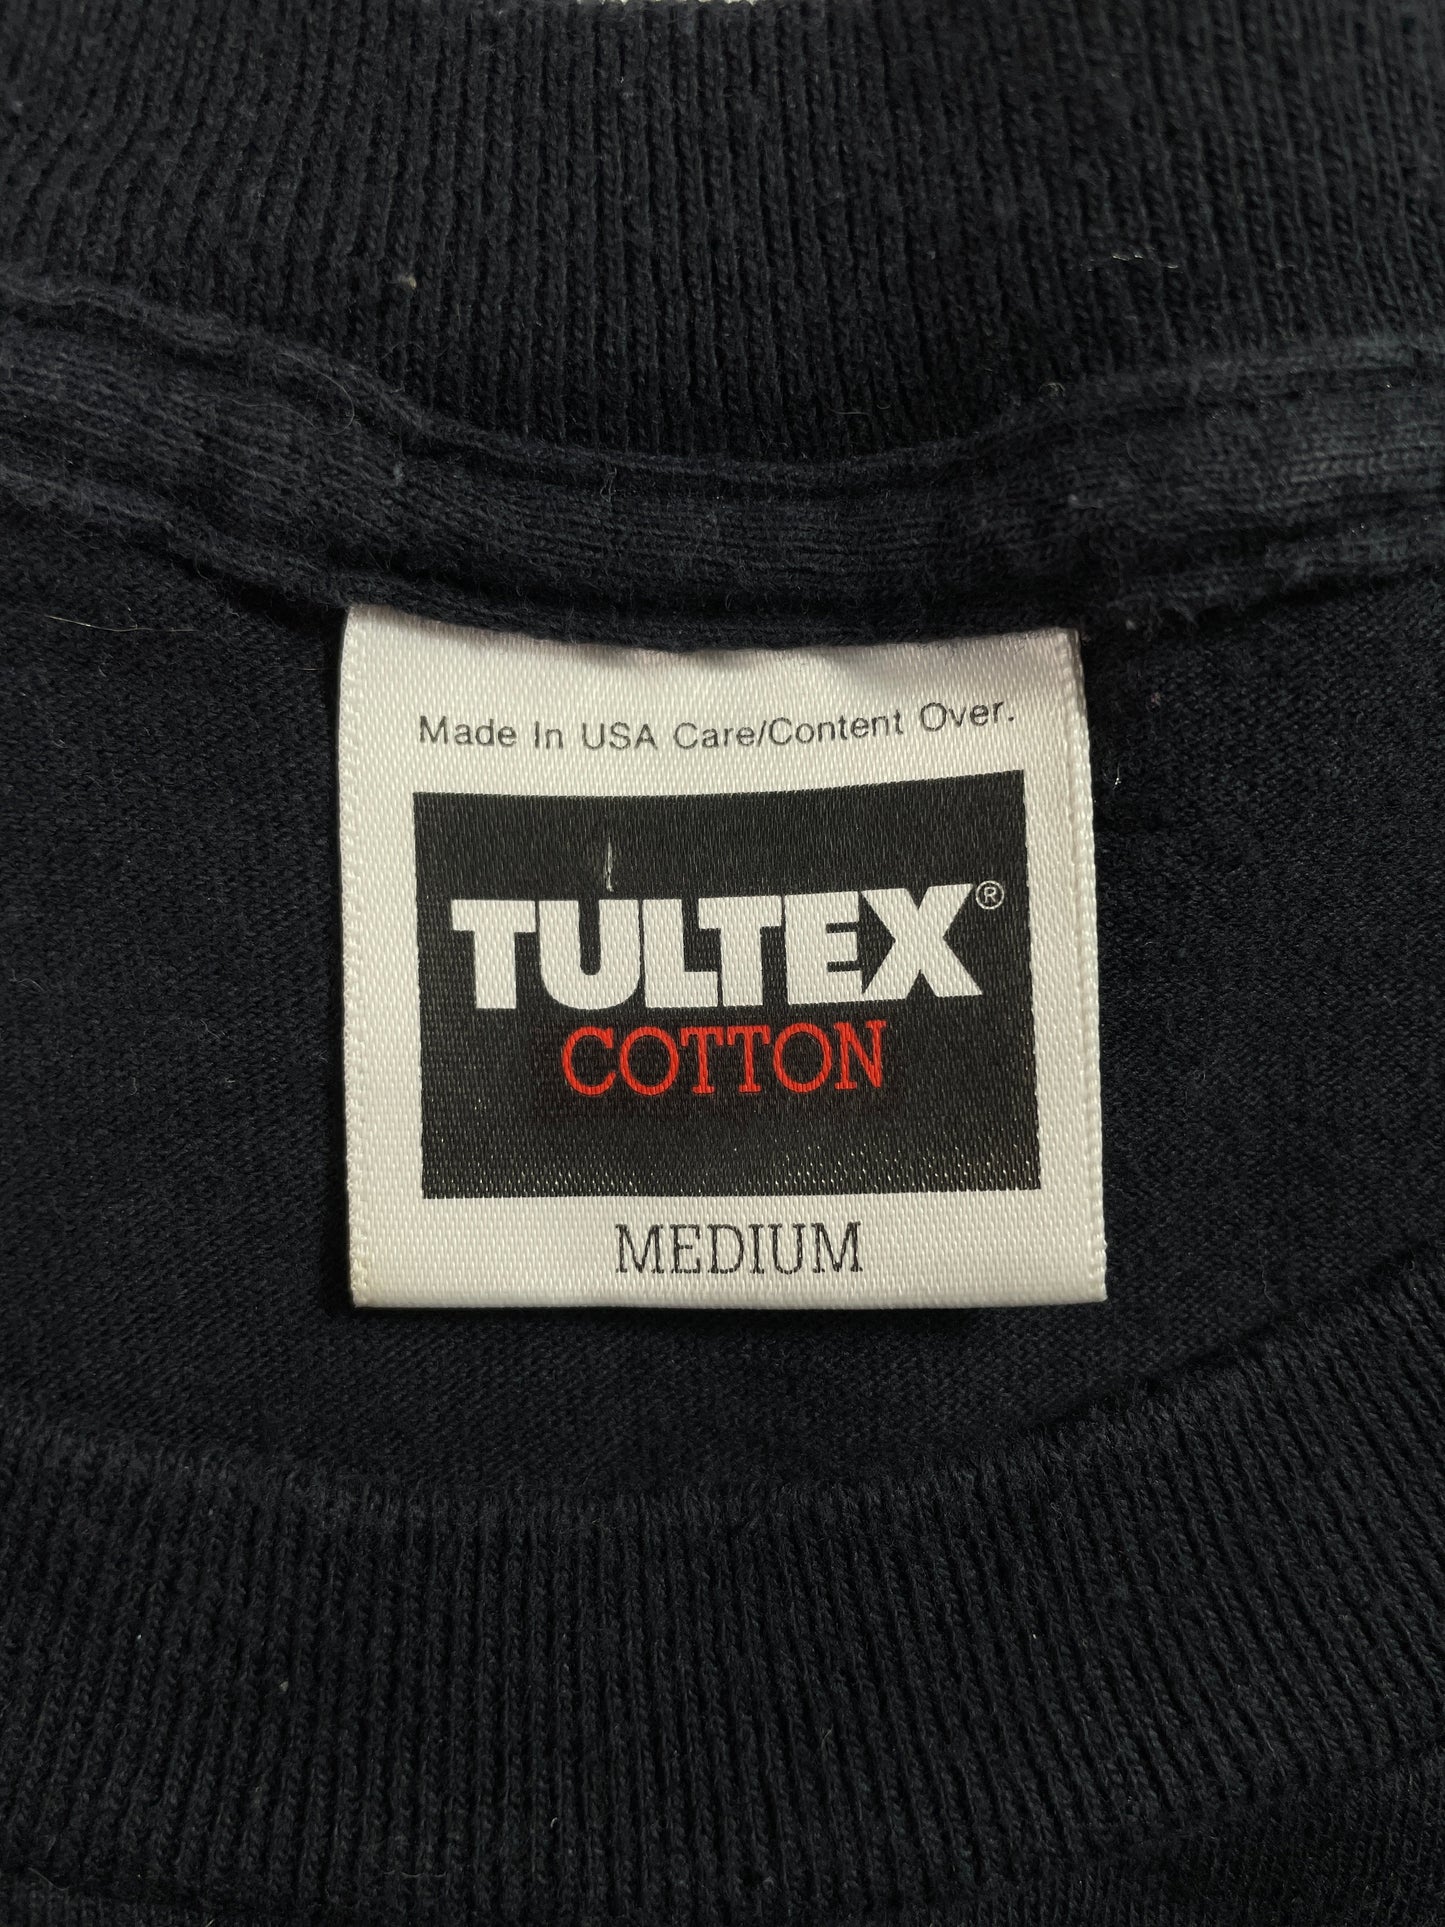 Made In USA Care/Content Over.
TULTEX®
COTTON
MEDIUM